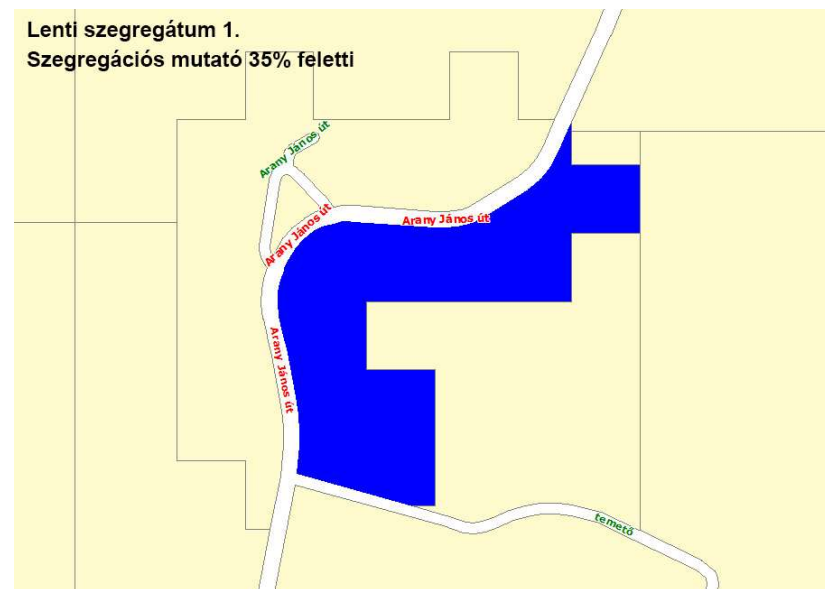 Lenti szegregátum 1.
Szegregációs mutató 35% feletti
Arany János út
Arany János út
Arany János út
Arany János út
temető